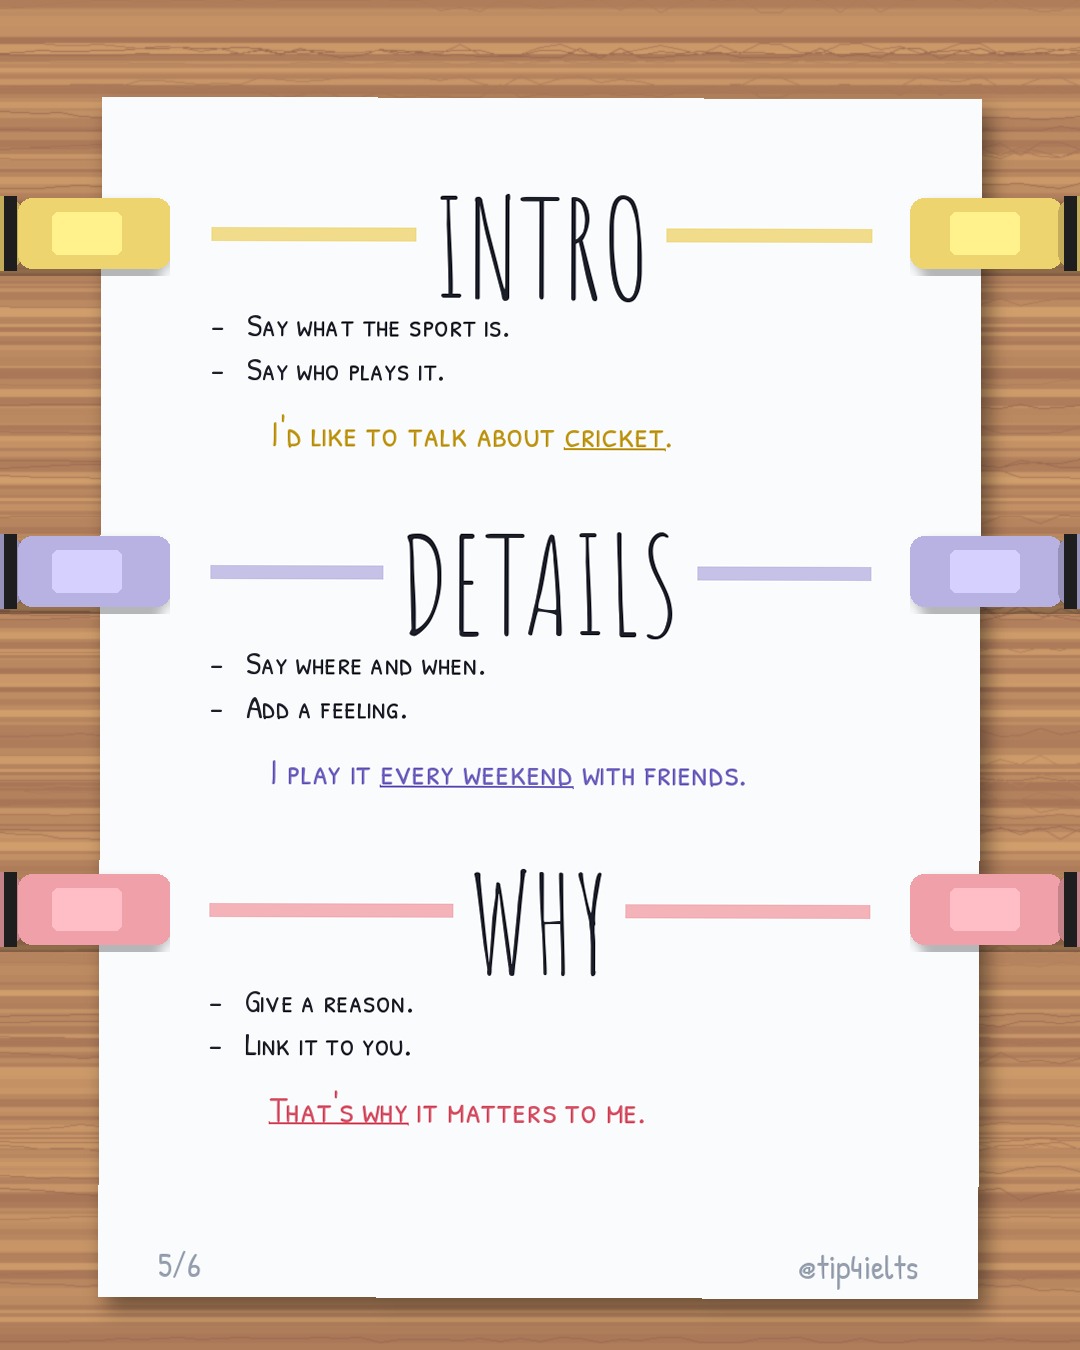 INTRO
- Say what the sport is.
- Say who plays it.
I'd like to talk about cricket.
DETAILS
- Say where and when.
- Add a feeling.
I play it every weekend with friends.
WHY
- Give a reason.
- Link it to you.
That's why it matters to me.
5/6
@tip4ielts